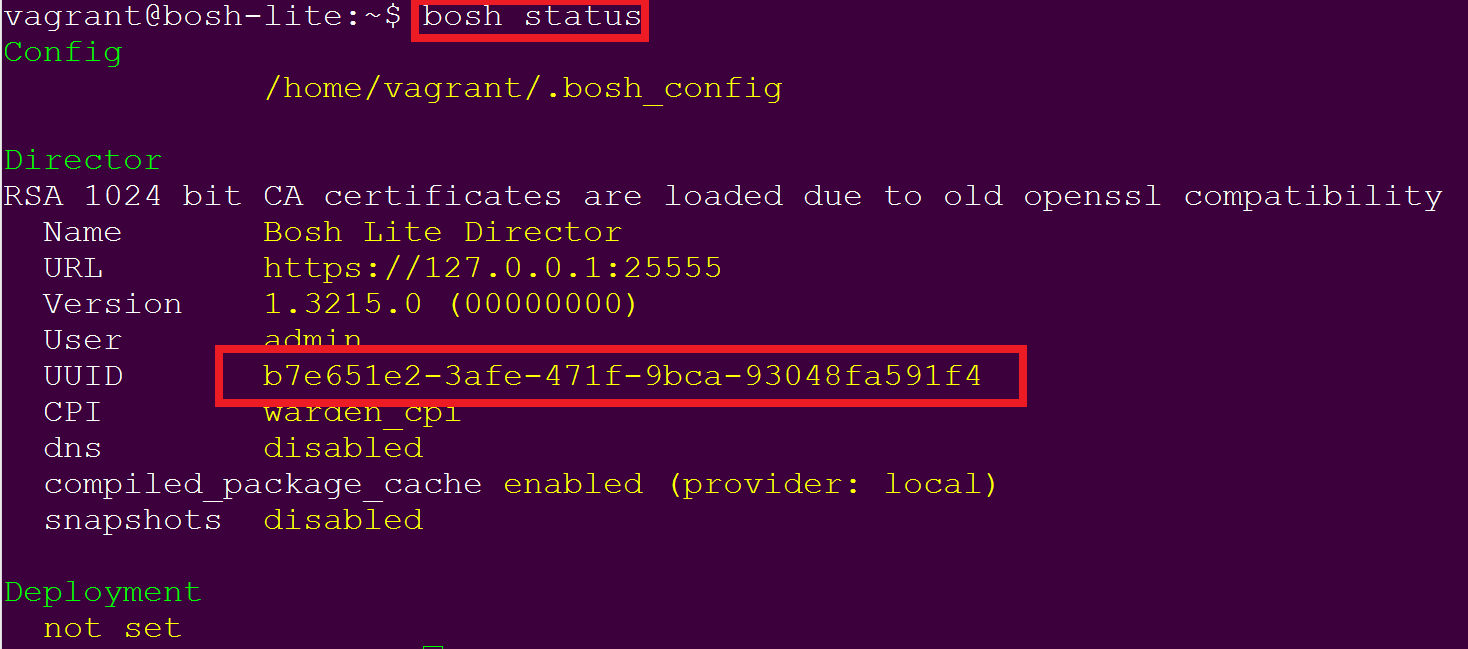 vagrant@bosh-lite:~$ bosh status
Config
/home/vagrant/.bosh_config
Director
RSA 1024 bit CA certificates are loaded due to old openssl compatibility
Name Bosh Lite Director
URL https://127.0.0.1:25555
Version 1.3215.0 (00000000)
User admin
UUID b7e651e2-3afe-471f-9bca-93048fa591f4
CPI warden_cpi
dns disabled
compiled_package_cache enabled (provider: local)
snapshots disabled
Deployment
not set